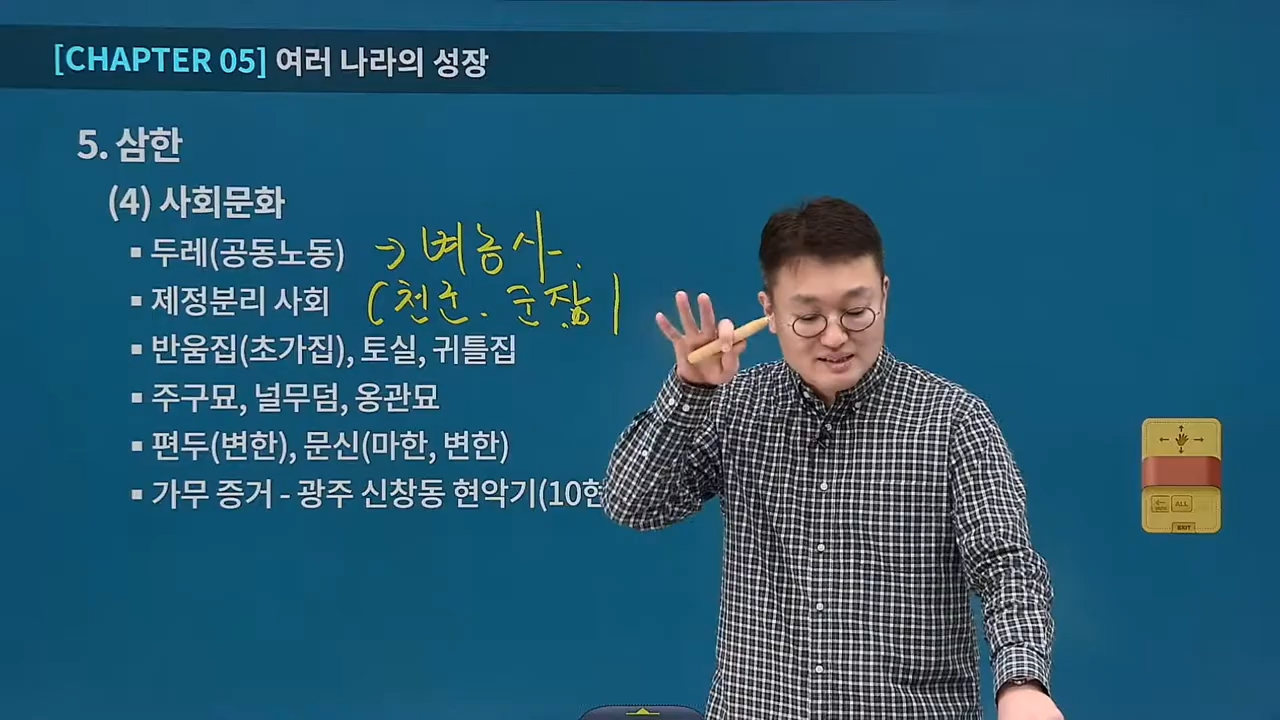 [CHAPTER 05] 여러 나라의 성장
5. 삼한
(4) 사회문화
▪ 두레(공동노동) → 벼농사.
▪ 제정분리 사회 (천군.
▪ 반움집(초가집), 토실, 귀틀집
▪ 주구묘, 널무덤, 옹관묘
▪ 편두(변한), 문신(마한, 변한)
▪ 가무 증거 - 광주 신창동 현악기(10현
ALL
EXIT